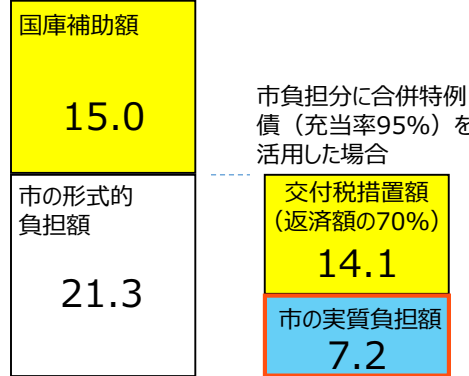 国庫補助額
15.0
市の形式的
負担額
21.3
市負担分に合併特例
債（充当率95%）を
活用した場合
交付税措置額
（返済額の70%）
14.1
市の実質負担額
7.2